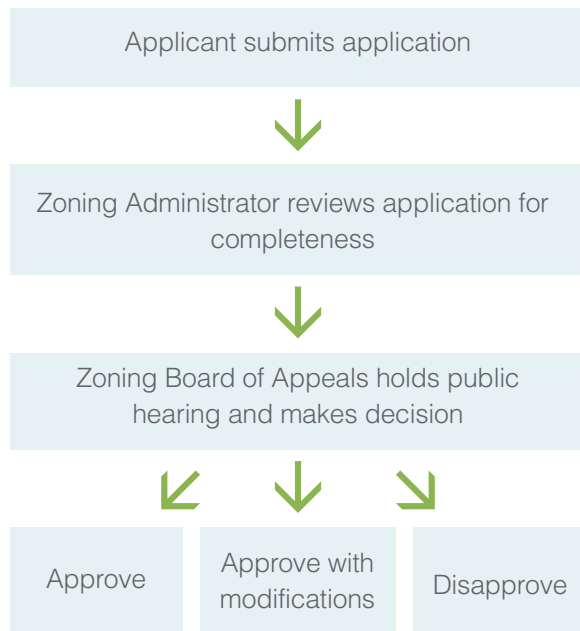 Applicant submits application
Zoning Administrator reviews application for
completeness
Zoning Board of Appeals holds public
hearing and makes decision
Approve
Approve with
modifications
Disapprove